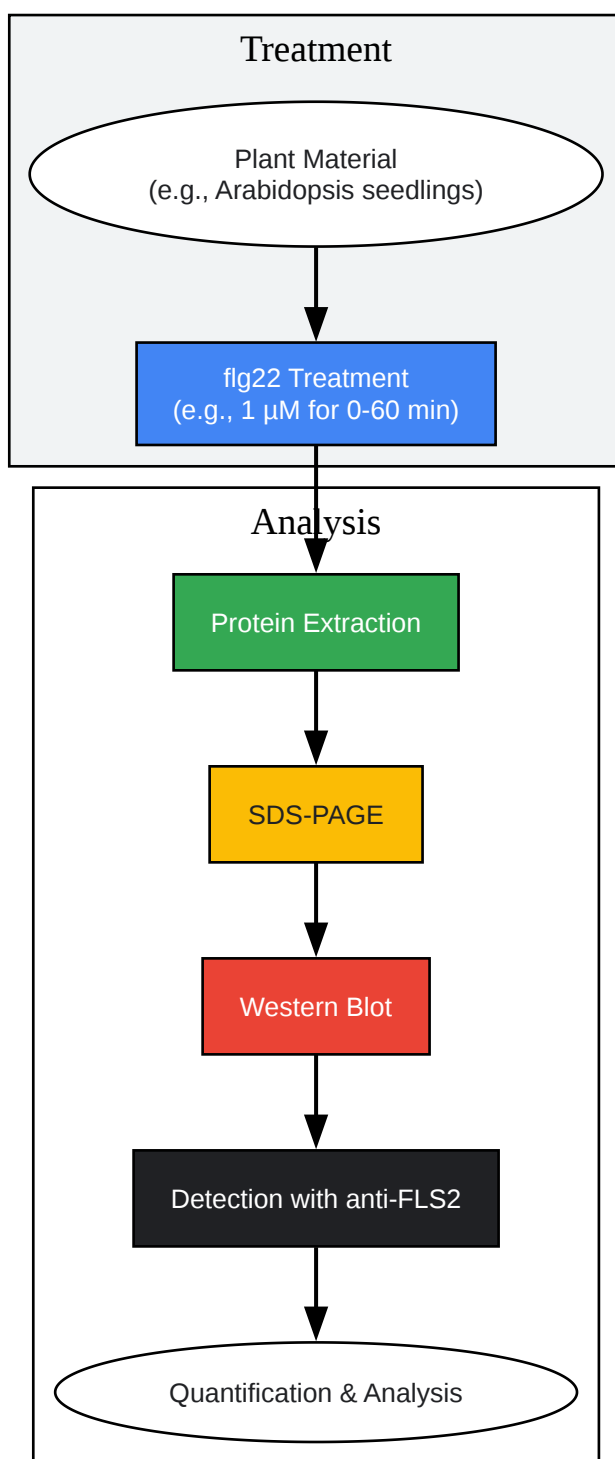 Treatment
Plant Material
(e.g., Arabidopsis seedlings)
flg22 Treatment
(e.g., 1 µM for 0-60 min)
Analysis
Protein Extraction
SDS-PAGE
Western Blot
Detection with anti-FLS2
Quantification & Analysis